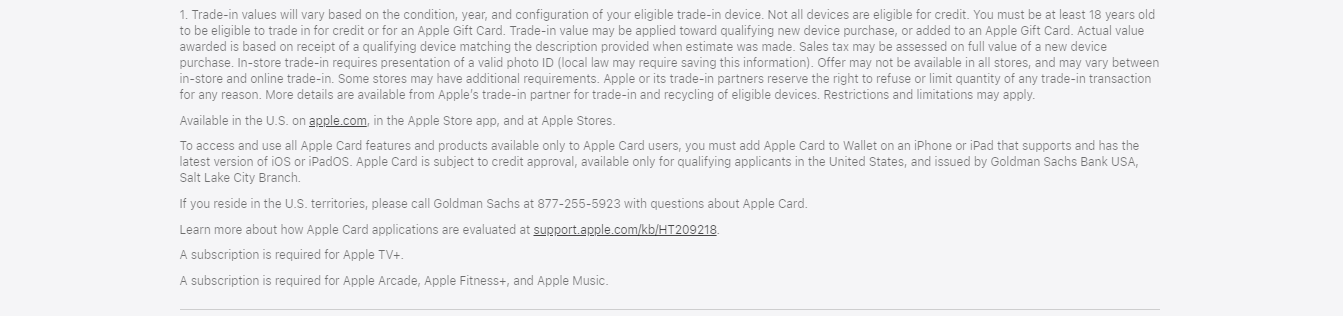 1. Trade-in values will vary based on the condition, year, and configuration of your eligible trade-in device. Not all devices are eligible for credit. You must be at least 18 years old
to be eligible to trade in for credit or for an Apple Gift Card. Trade-in value may be applied toward qualifying new device purchase, or added to an Apple Gift Card. Actual value
awarded is based on receipt of a qualifying device matching the description provided when estimate was made. Sales tax may be assessed on full value of a new device
purchase. In-store trade-in requires presentation of a valid photo ID (local law may require saving this information). Offer may not be available in all stores, and may vary between
in-store and online trade-in. Some stores may have additional requirements. Apple or its trade-in partners reserve the right to refuse or limit quantity of any trade-in transaction
for any reason. More details are available from Apple's trade-in partner for trade-in and recycling of eligible devices. Restrictions and limitations may apply.
Available in the U.S. on apple.com, in the Apple Store app, and at Apple Stores.
To access and use all Apple Card features and products available only to Apple Card users, you must add Apple Card to Wallet on an iPhone or iPad that supports and has the
latest version of iOS or iPadOS. Apple Card is subject to credit approval, available only for qualifying applicants in the United States, and issued by Goldman Sachs Bank USA,
Salt Lake City Branch.
If you reside in the U.S. territories, please call Goldman Sachs at 877-255-5923 with questions about Apple Card.
Learn more about how Apple Card applications are evaluated at support.apple.com/kb/HT209218.
A subscription is required for Apple TV+.
A subscription is required for Apple Arcade, Apple Fitness+, and Apple Music.